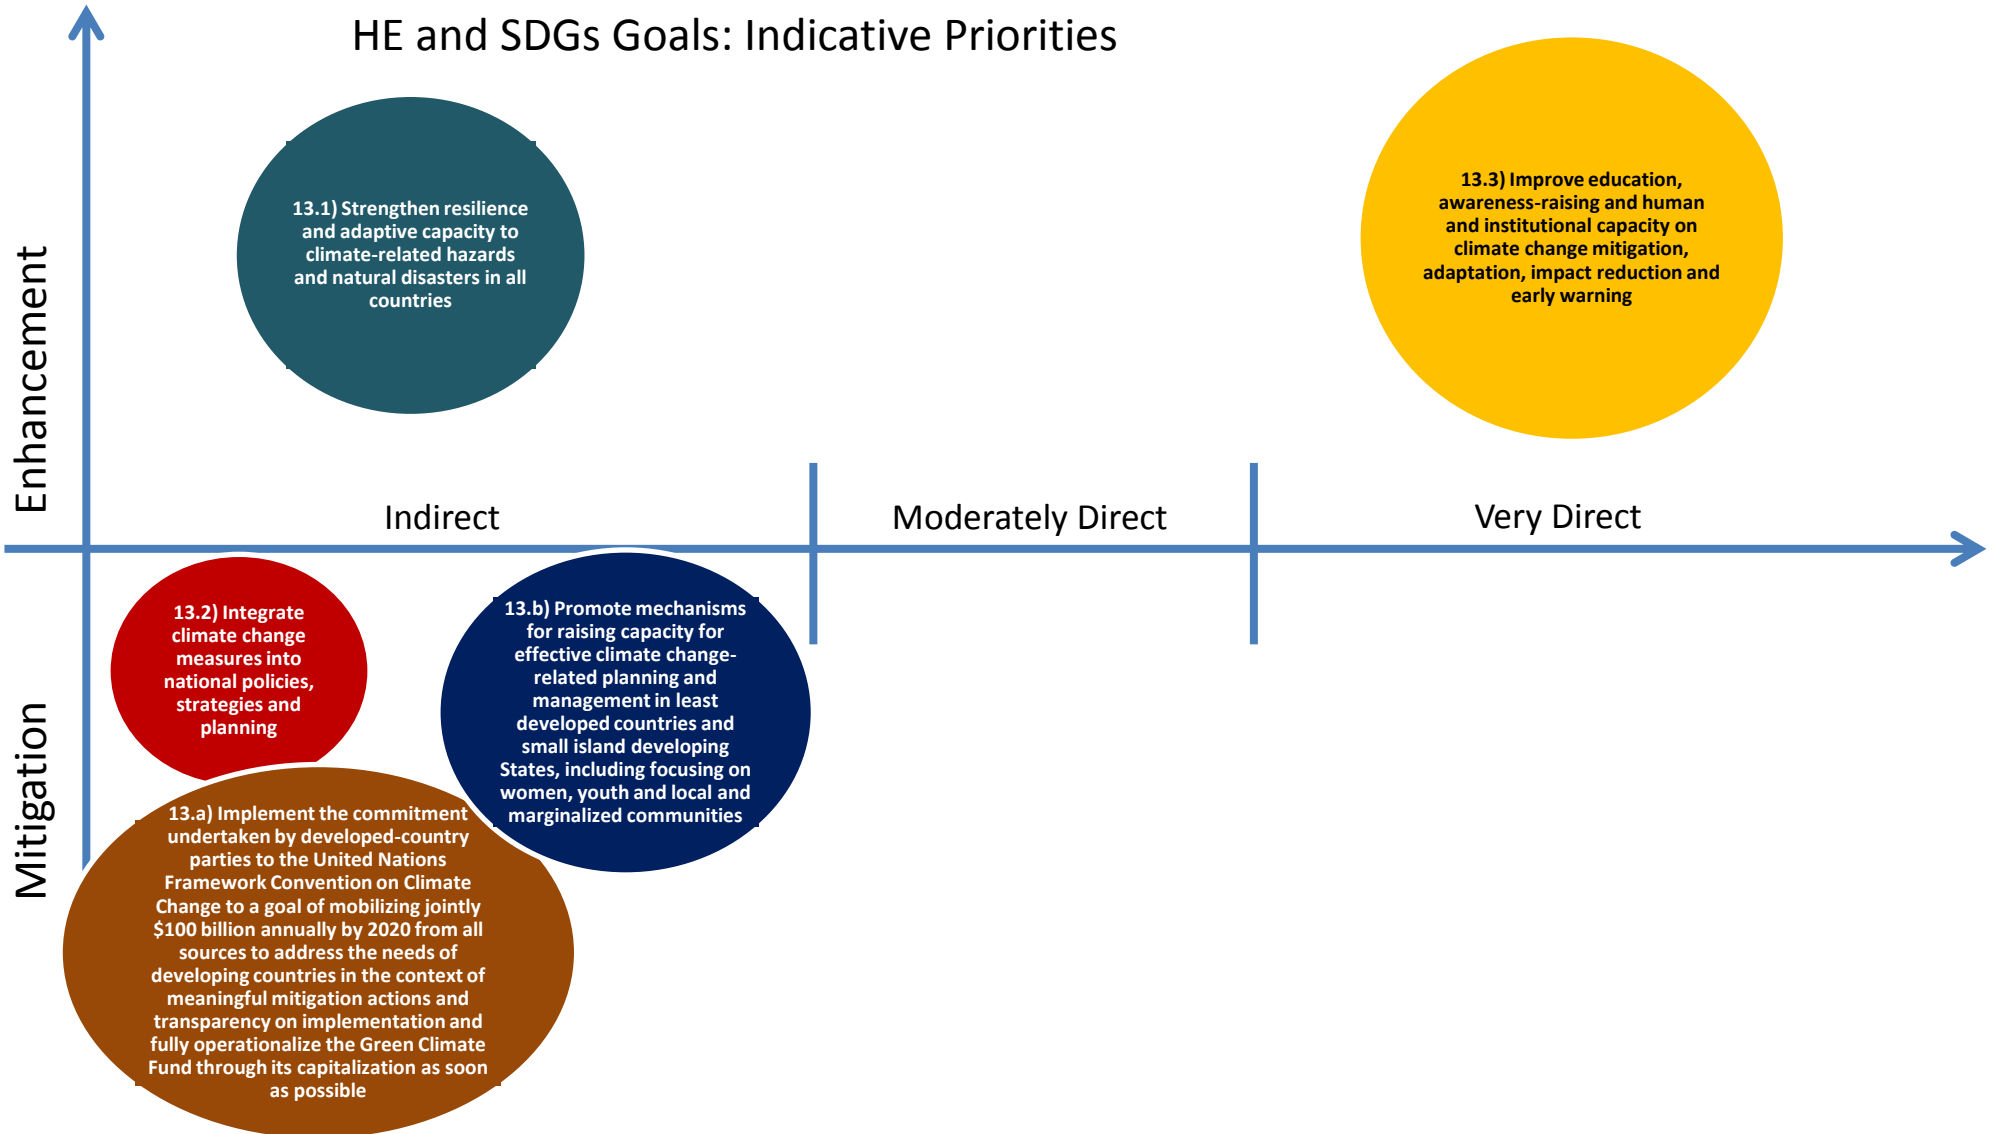 HE and SDGs Goals: Indicative Priorities
Enhancement
13.1) Strengthen resilience
and adaptive capacity to
climate-related hazards
and natural disasters in all
countries
13.3) Improve education,
awareness-raising and human
and institutional capacity on
climate change mitigation,
adaptation, impact reduction and
early warning
Indirect
Moderately Direct
Very Direct
Mitigation
13.2) Integrate
climate change
measures into
national policies,
strategies and
planning
13.b) Promote mechanisms
for raising capacity for
effective climate change-
related planning and
management in least
developed countries and
small island developing
States, including focusing on
women, youth and local and
marginalized communities
13.a) Implement the commitment
undertaken by developed-country
parties to the United Nations
Framework Convention on Climate
Change to a goal of mobilizing jointly
$100 billion annually by 2020 from all
sources to address the needs of
developing countries in the context of
meaningful mitigation actions and
transparency on implementation and
fully operationalize the Green Climate
Fund through its capitalization as soon
as possible